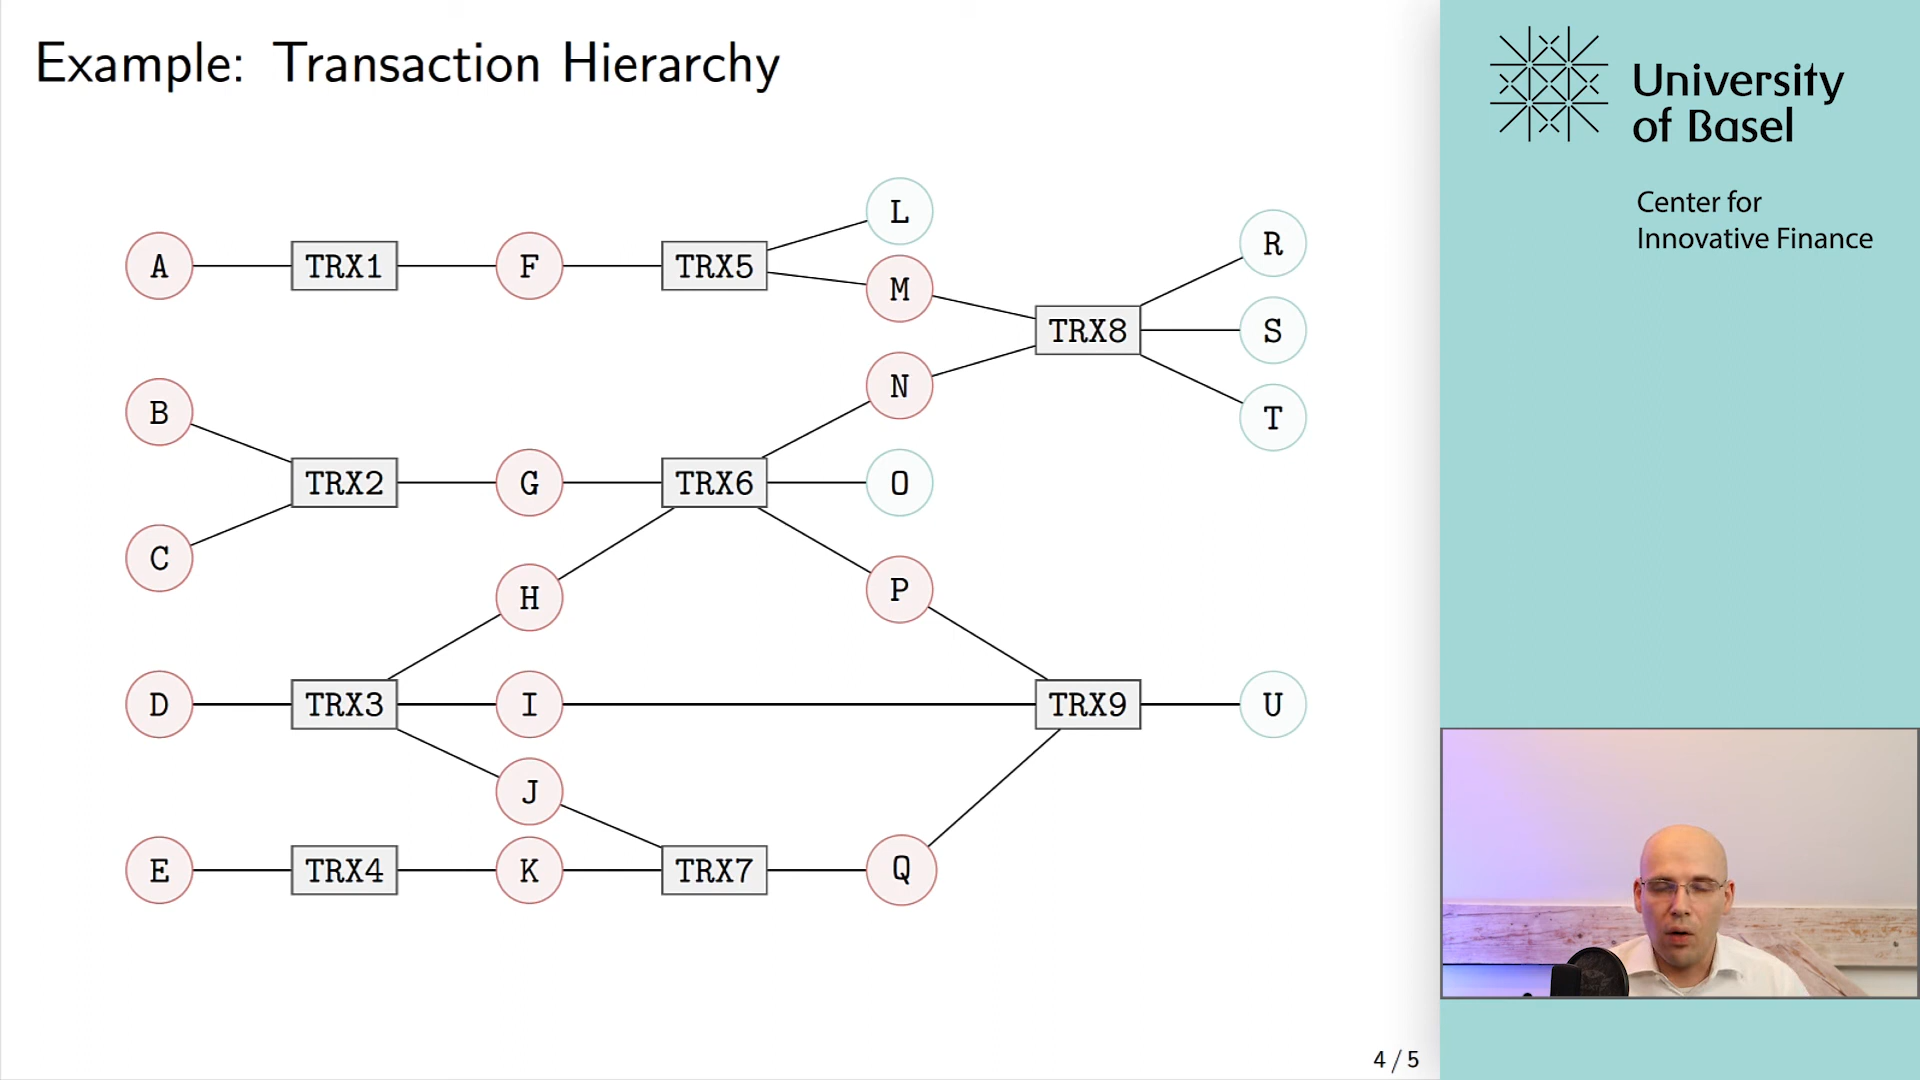 Example: Transaction Hierarchy
University
of Basel
Center for
Innovative Finance
L
R
A TRX1 F TRX5
M
TRX8 S
N
B
T
TRX2 G TRX6 O
C
H
P
D TRX3 I TRX9 U
J
E TRX4 K TRX7 Q
4 / 5